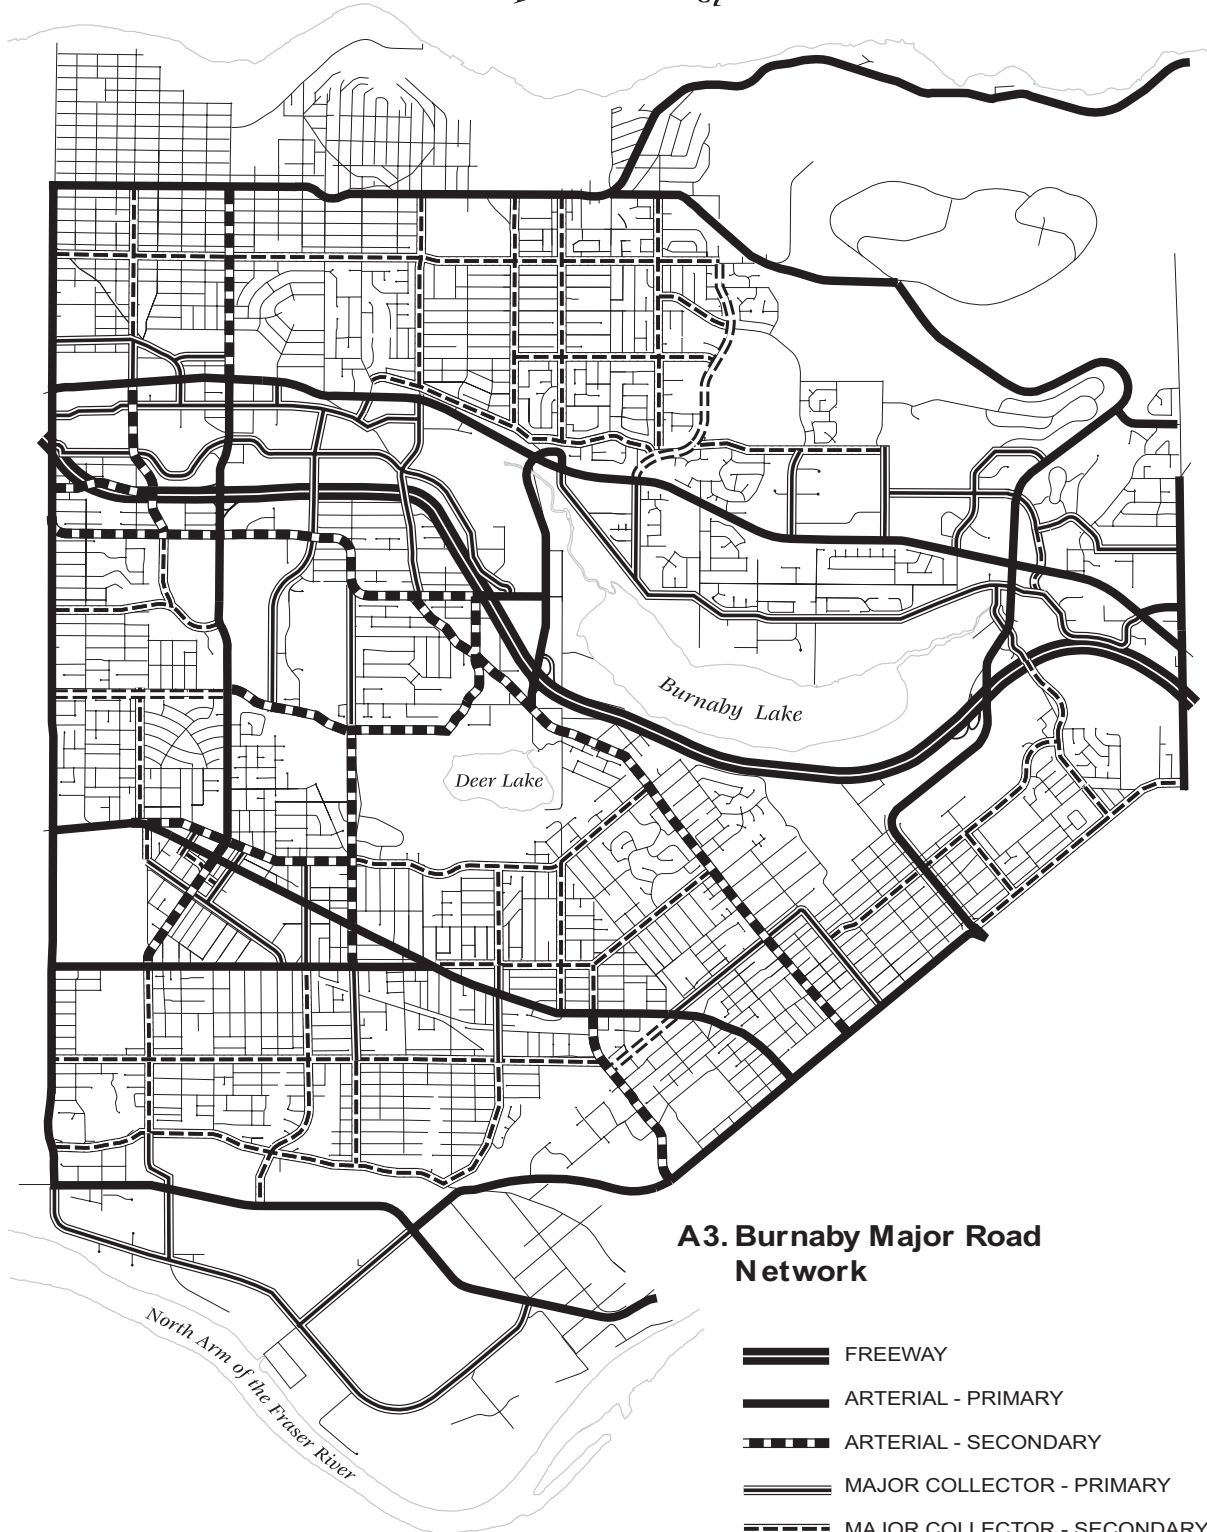 Burnaby Lake
Deer Lake
North Arm of the Fraser River
A3. Burnaby Major Road
Network
FREEWAY
ARTERIAL - PRIMARY
ARTERIAL - SECONDARY
MAJOR COLLECTOR - PRIMARY
MAJOR COLLECTOR - SECONDARY